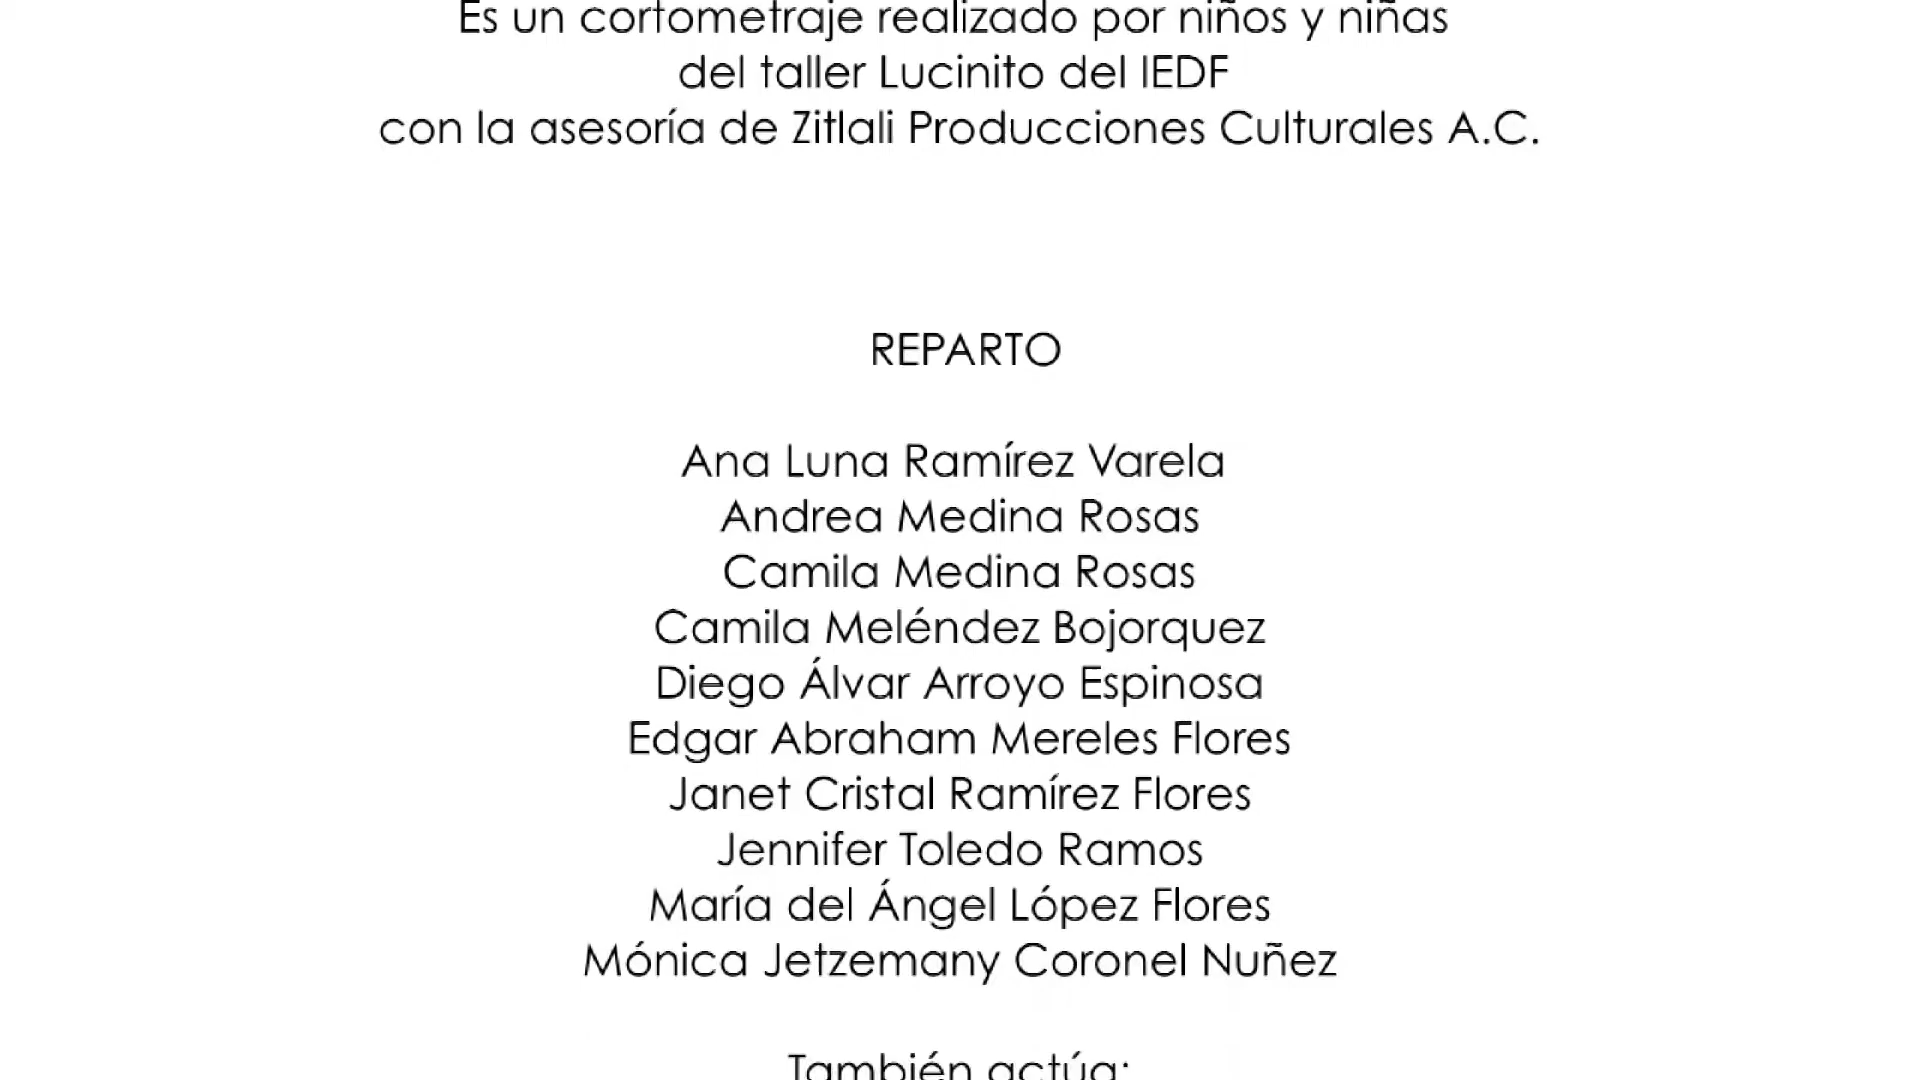 Es un cortometraje realizado por niños y niñas
del taller Lucinito del IEDF
con la asesoría de Zitlali Producciones Culturales A.C.
REPARTO
Ana Luna Ramírez Varela
Andrea Medina Rosas
Camila Medina Rosas
Camila Meléndez Bojorquez
Diego Álvar Arroyo Espinosa
Edgar Abraham Mereles Flores
Janet Cristal Ramírez Flores
Jennifer Toledo Ramos
María del Ángel López Flores
Mónica Jetzemany Coronel Nuñez
También actúa: